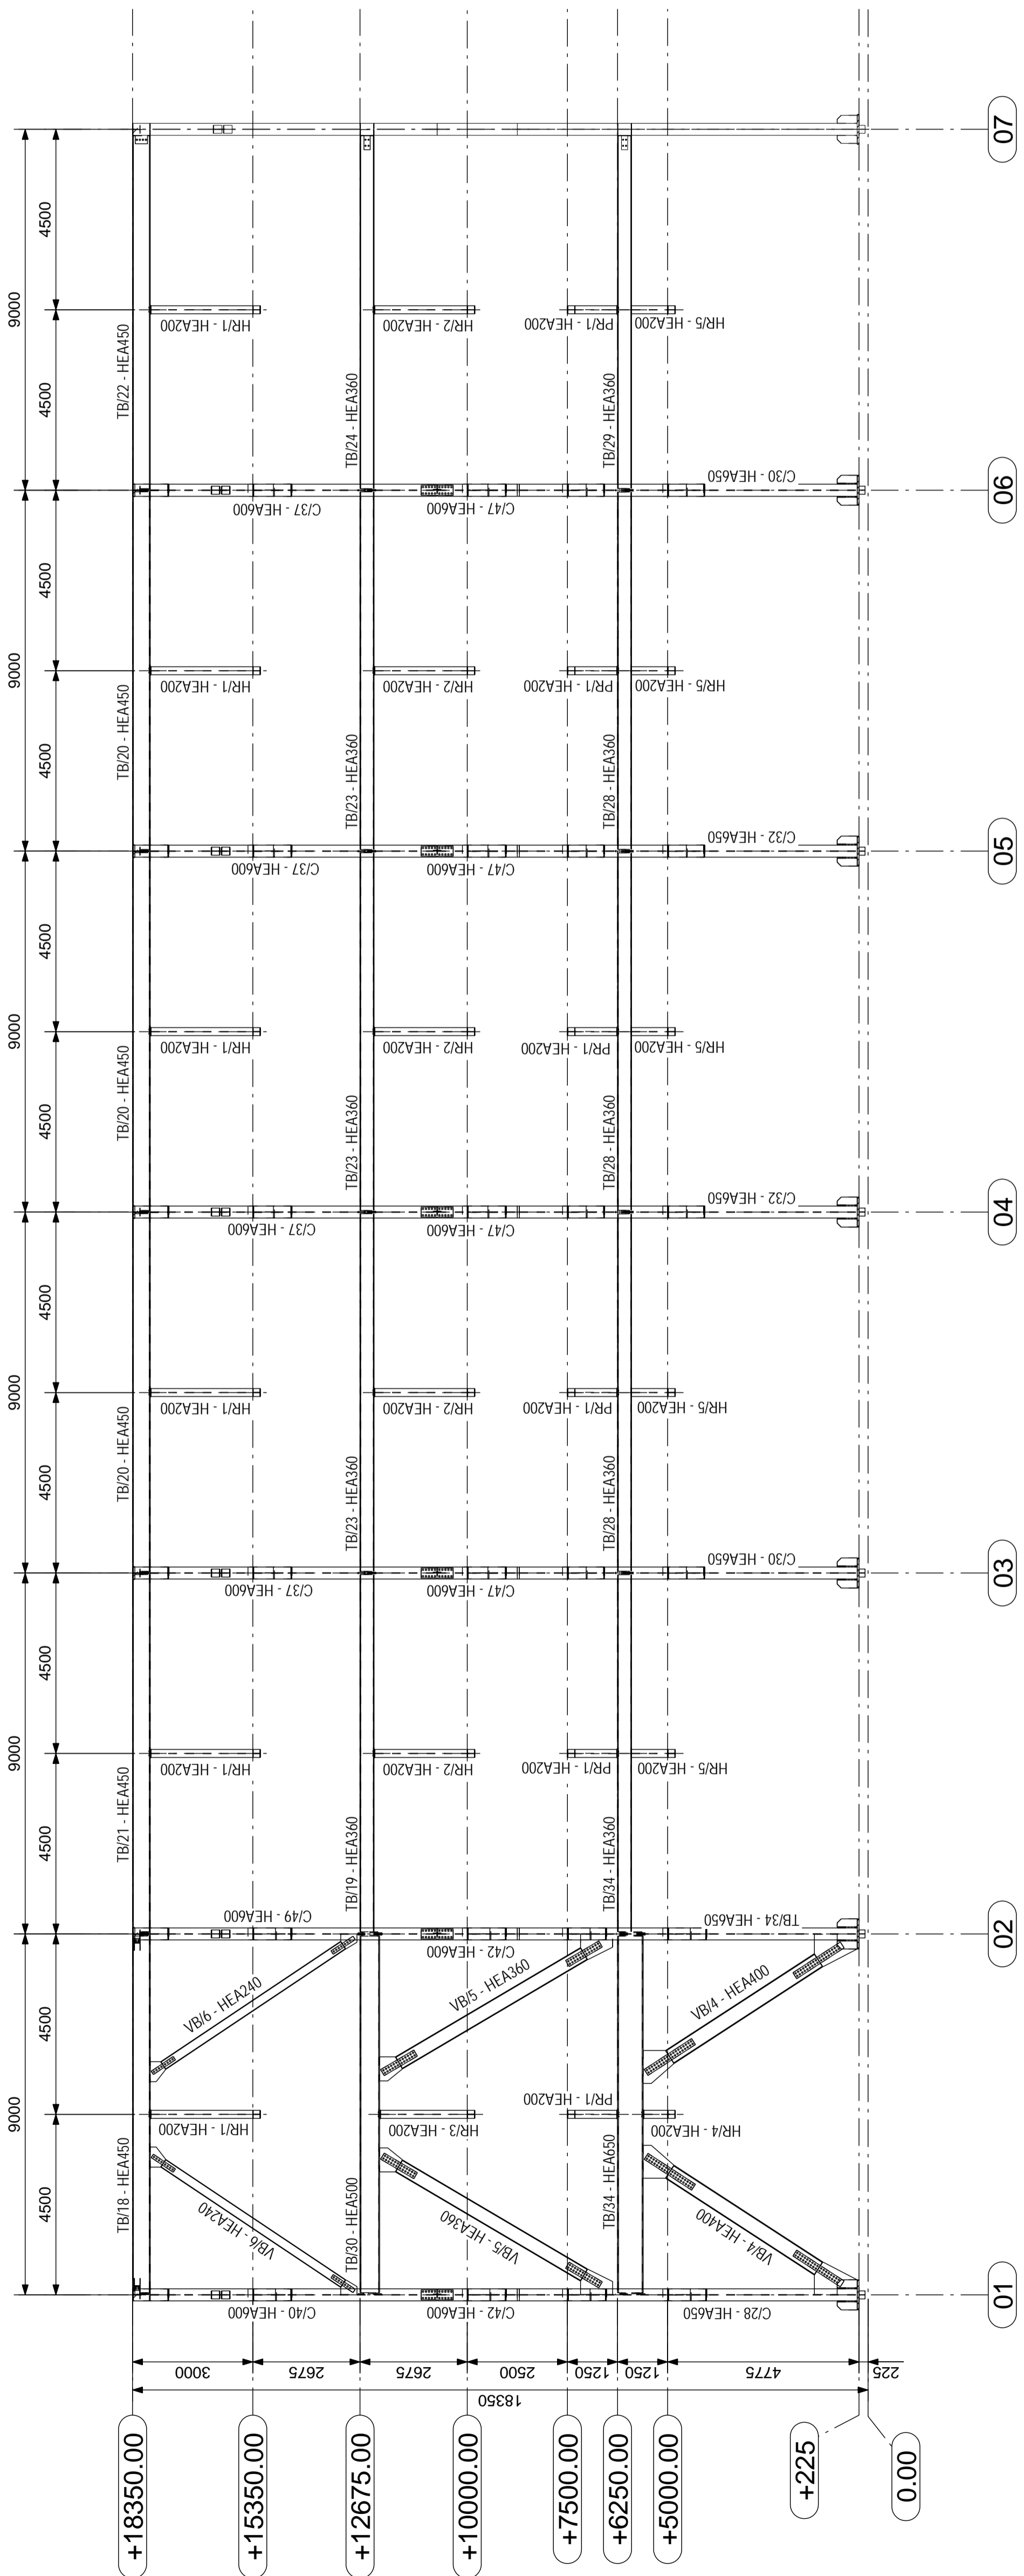 9000
9000
9000
9000
9000
9000
4500
4500
4500
4500
4500
4500
4500
4500
4500
4500
4500
4500
TB/18 - HEA450
TB/21 - HEA450
TB/20 - HEA450
TB/20 - HEA450
TB/20 - HEA450
TB/22 - HEA450
VB/6 - HEA240
VB/6 - HEA240
HR/1 - HEA200
HR/1 - HEA200
HR/1 - HEA200
HR/1 - HEA200
HR/1 - HEA200
HR/1 - HEA200
C/40 - HEA600
C/49 - HEA600
C/37 - HEA600
C/37 - HEA600
C/37 - HEA600
C/37 - HEA600
TB/30 - HEA500
TB/19 - HEA360
TB/23 - HEA360
TB/23 - HEA360
TB/23 - HEA360
TB/24 - HEA360
VB/5 - HEA360
VB/5 - HEA360
HR/3 - HEA200
HR/2 - HEA200
HR/2 - HEA200
HR/2 - HEA200
HR/2 - HEA200
HR/2 - HEA200
C/42 - HEA600
C/42 - HEA600
C/47 - HEA600
C/47 - HEA600
C/47 - HEA600
C/47 - HEA600
PR/1 - HEA200
PR/1 - HEA200
PR/1 - HEA200
PR/1 - HEA200
PR/1 - HEA200
PR/1 - HEA200
TB/34 - HEA650
TB/34 - HEA360
TB/28 - HEA360
TB/28 - HEA360
TB/28 - HEA360
TB/29 - HEA360
VB/4 - HEA400
VB/4 - HEA400
HR/4 - HEA200
HR/5 - HEA200
HR/5 - HEA200
HR/5 - HEA200
HR/5 - HEA200
HR/5 - HEA200
C/28 - HEA650
TB/34 - HEA650
C/30 - HEA650
C/32 - HEA650
C/32 - HEA650
C/30 - HEA650
3000
2675
2675
2500
1250
1250
4775
225
18350
+18350.00
+15350.00
+12675.00
+10000.00
+7500.00
+6250.00
+5000.00
+225
0.00
01
02
03
04
05
06
07